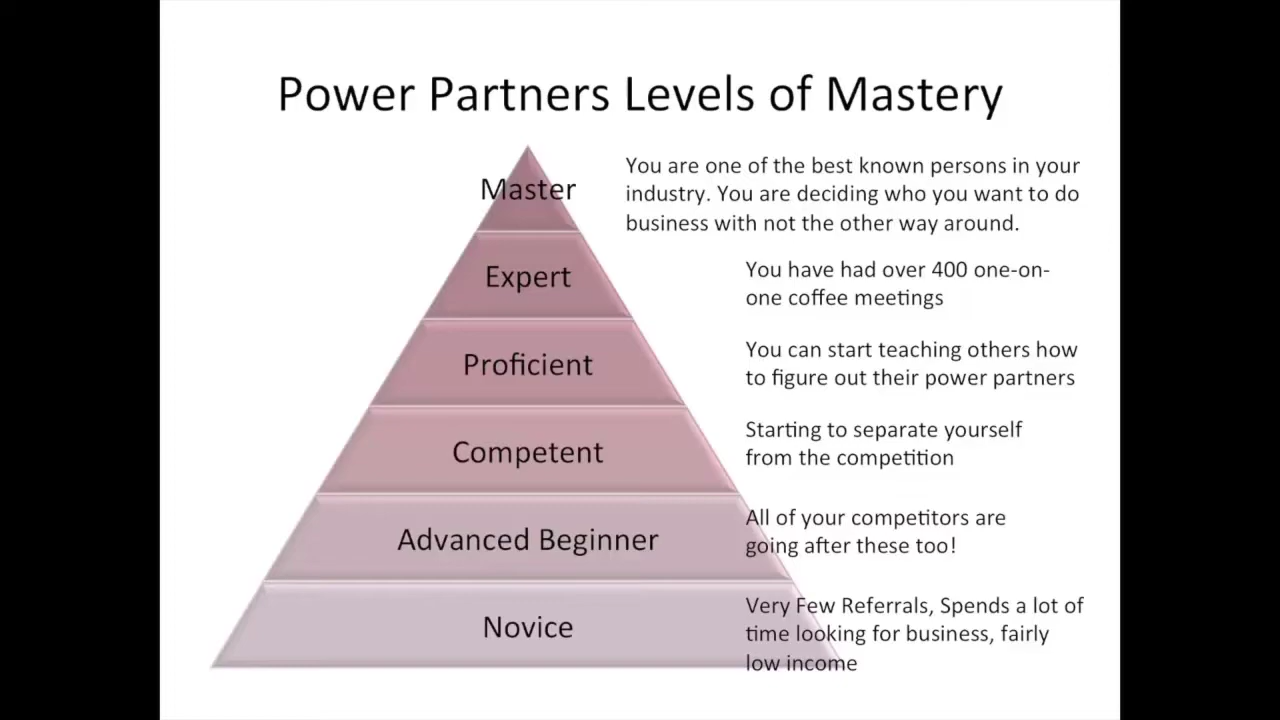 Power Partners Levels of Mastery
Master
You are one of the best known persons in your
industry. You are deciding who you want to do
business with not the other way around.
Expert
You have had over 400 one-on-
one coffee meetings
Proficient
You can start teaching others how
to figure out their power partners
Competent
Starting to separate yourself
from the competition
Advanced Beginner
All of your competitors are
going after these too!
Novice
Very Few Referrals, Spends a lot of
time looking for business, fairly
low income